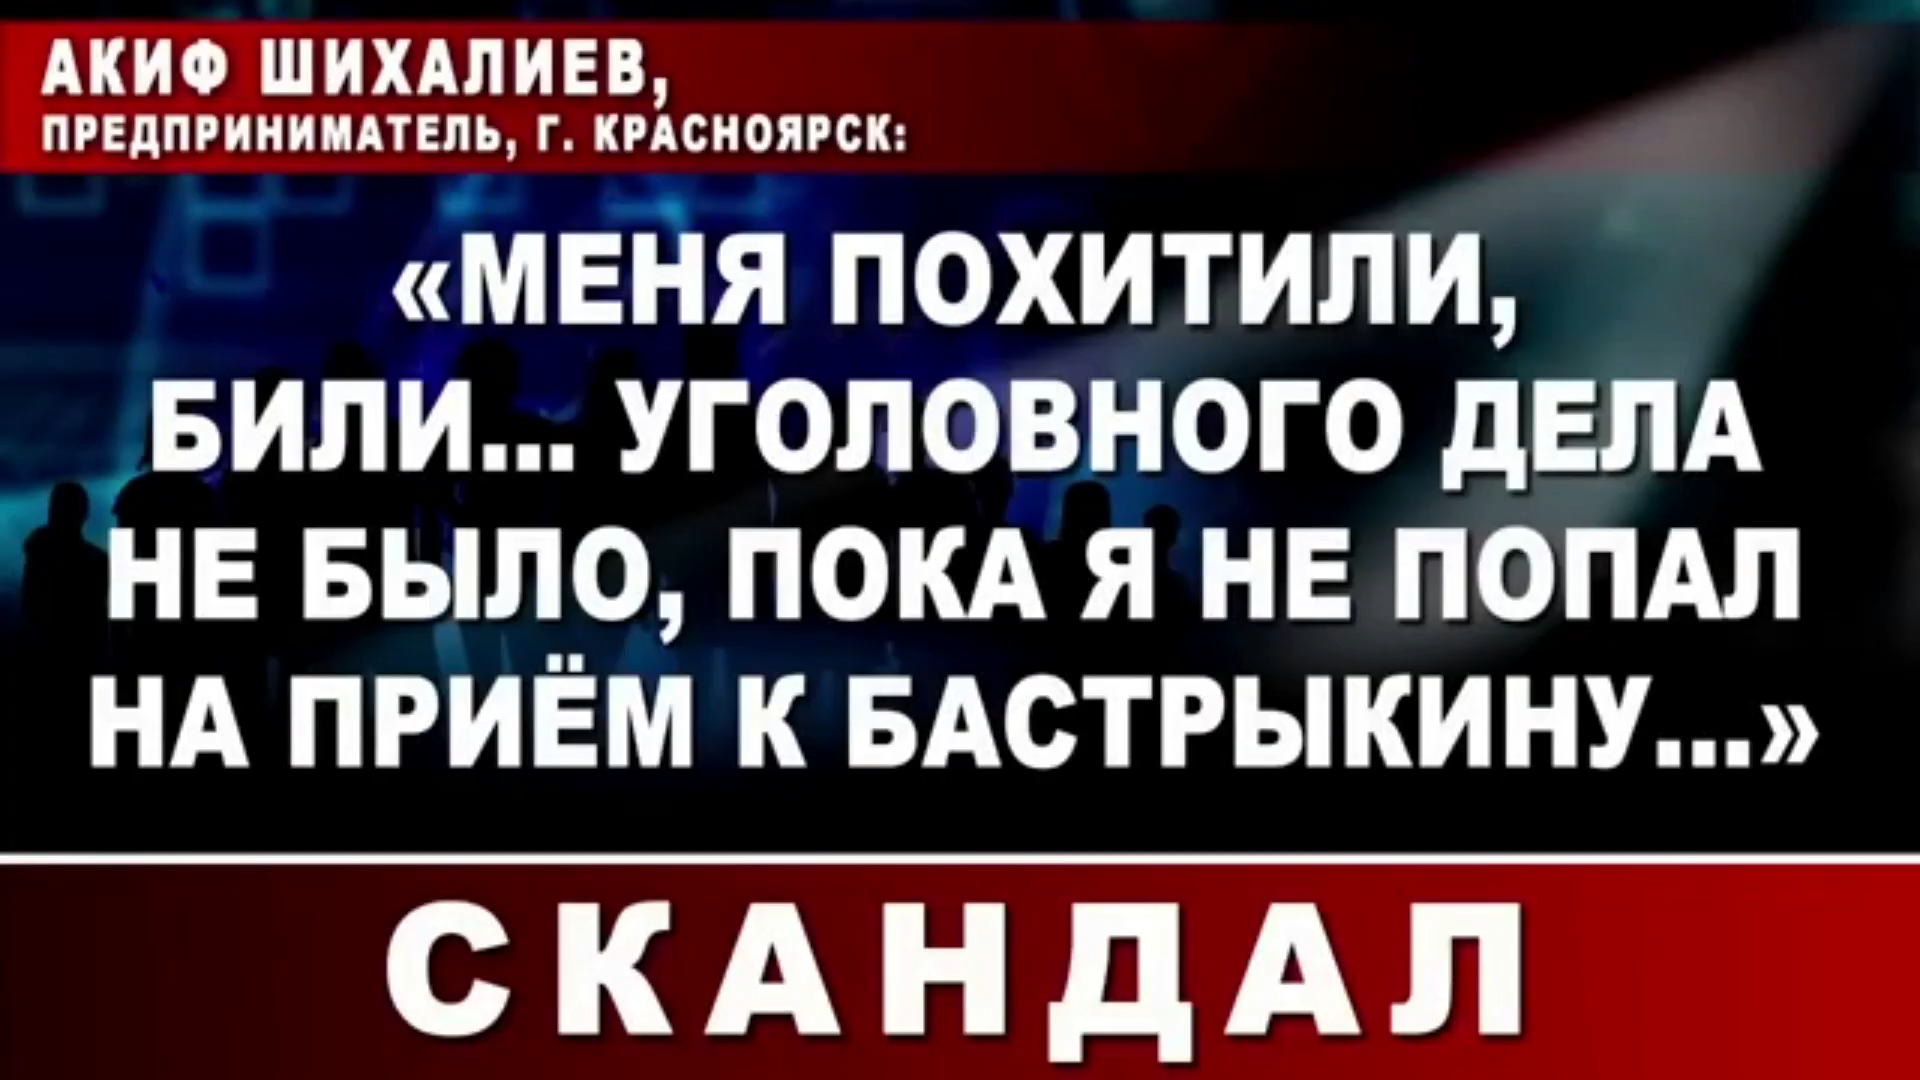 АКИФ ШИХАЛИЕВ,
ПРЕДПРИНИМАТЕЛЬ, Г. КРАСНОЯРСК:
«МЕНЯ ПОХИТИЛИ,
БИЛИ... УГОЛОВНОГО ДЕЛА
НЕ БЫЛО, ПОКА Я НЕ ПОПАЛ
НА ПРИЁМ К БАСТРЫКИНУ...»
СКАНДАЛ